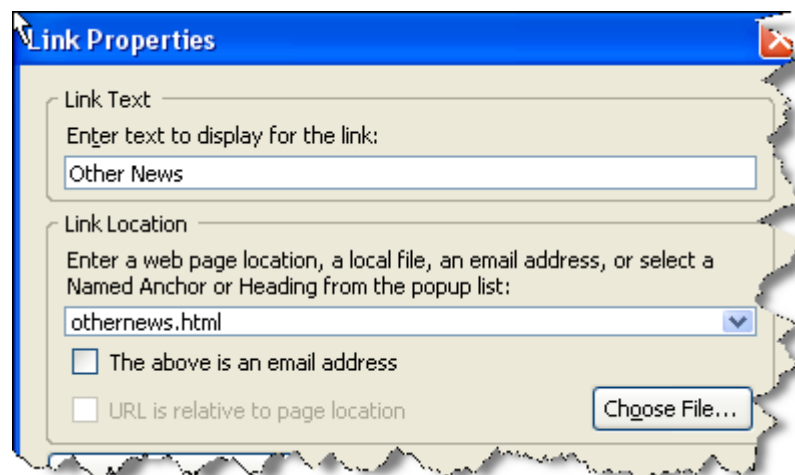 Link Properties
Link Text
Enter text to display for the link:
Other News
Link Location
Enter a web page location, a local file, an email address, or select a
Named Anchor or Heading from the popup list:
othernews.html
The above is an email address
URL is relative to page location
Choose File...